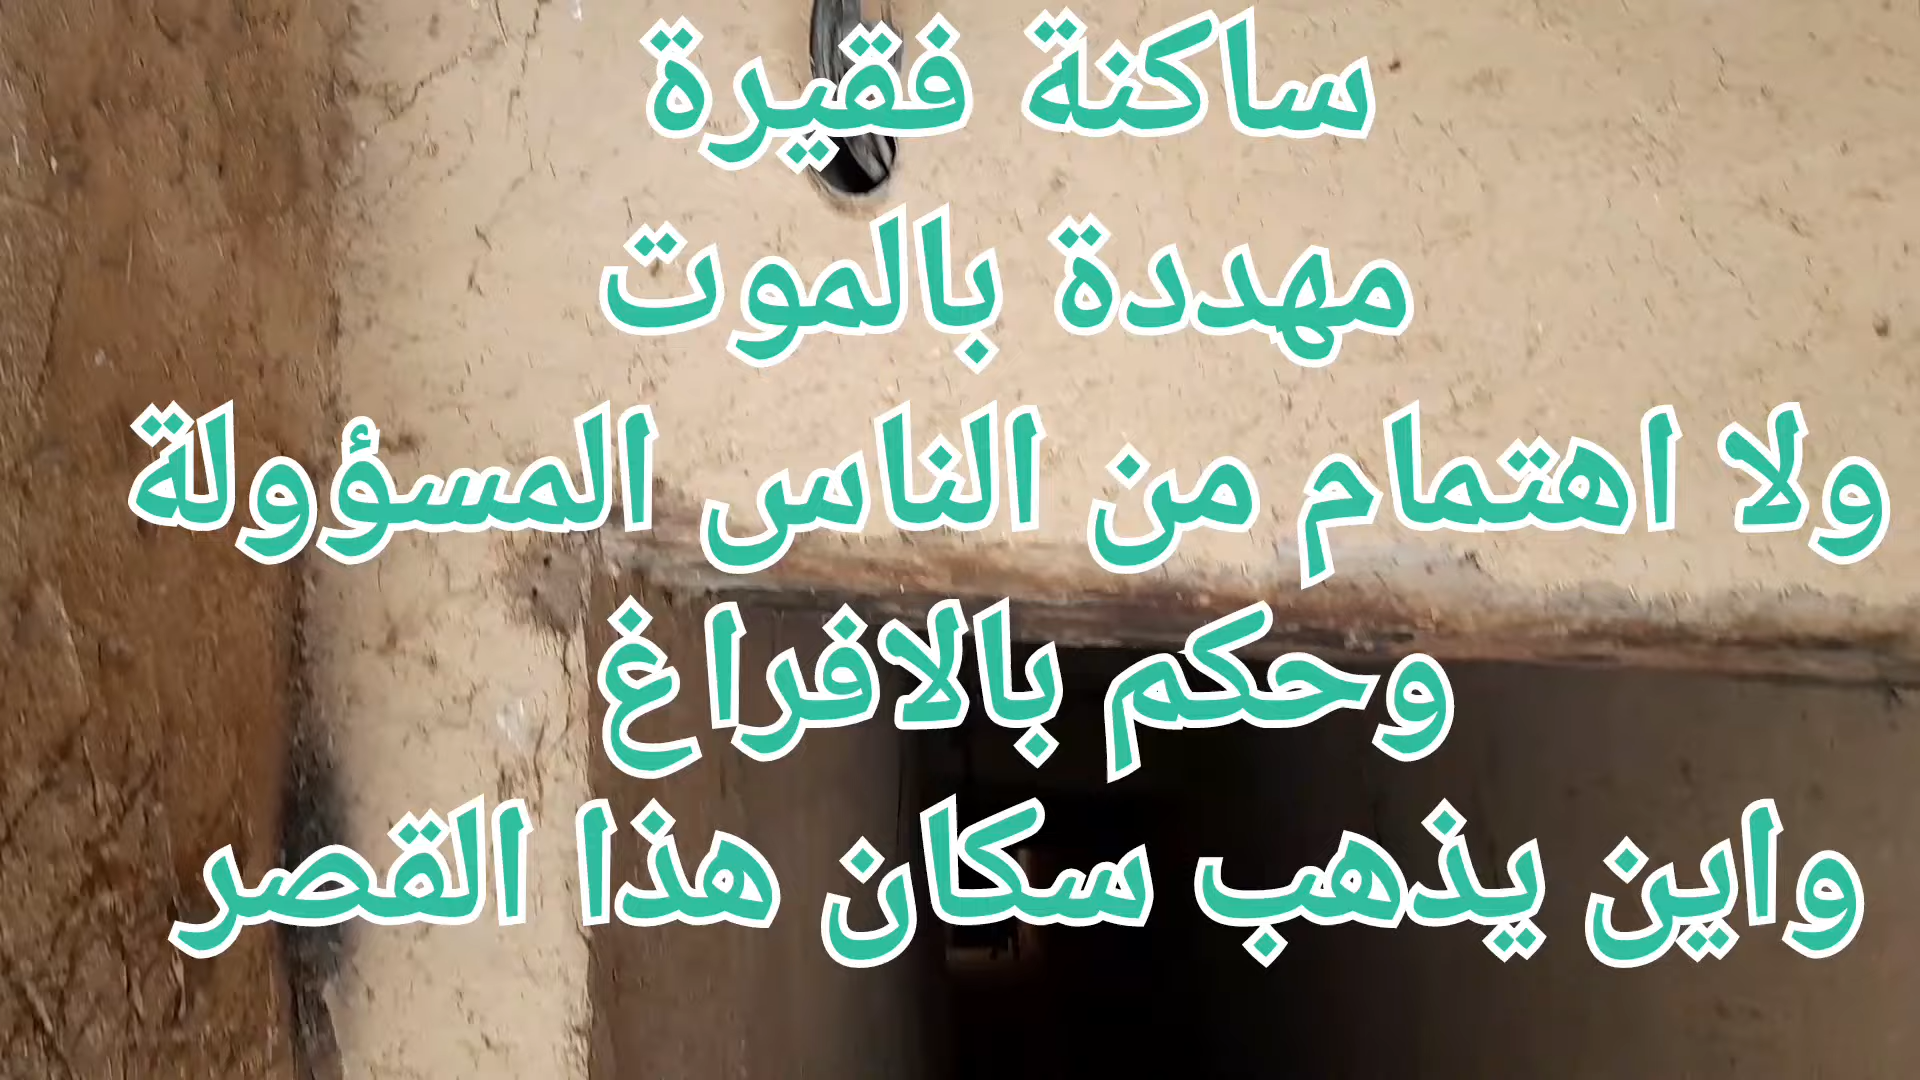 ساكنة فقيرة
مهددة بالموت
ولا اهتمام من الناس المسؤولة
وحكم بالافراغ
واين يذهب سكان هذا القصر